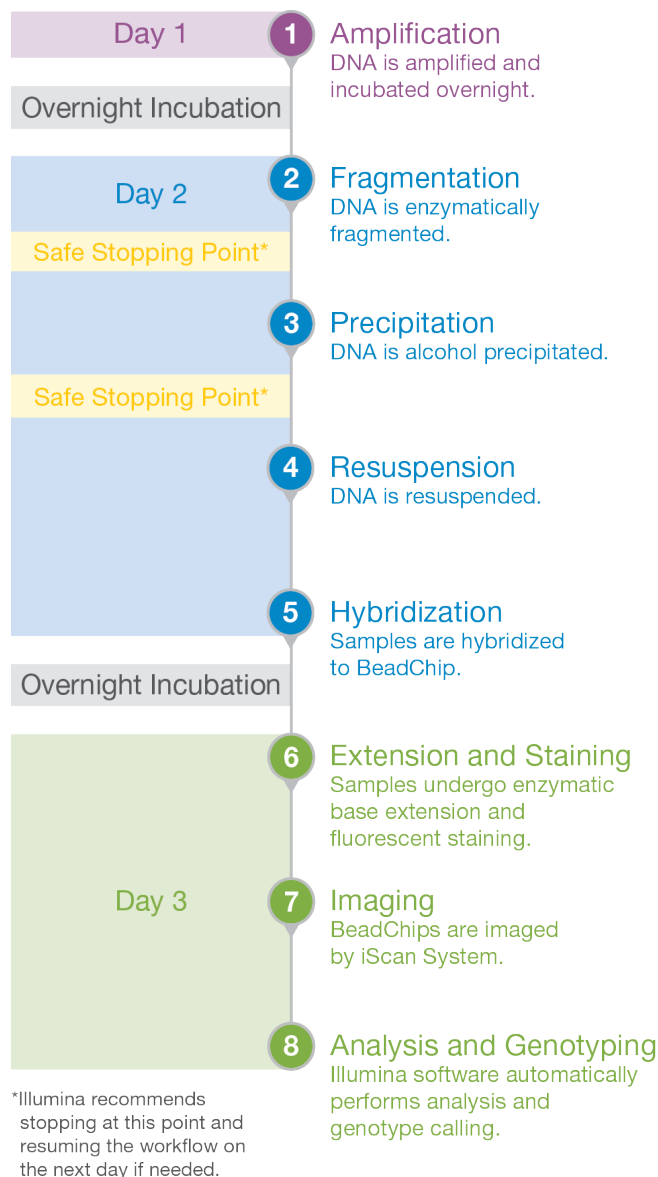 Day 1
1
Amplification
DNA is amplified and
incubated overnight.
Overnight Incubation
Day 2
2
Fragmentation
DNA is enzymatically
fragmented.
Safe Stopping Point*
3
Precipitation
DNA is alcohol precipitated.
Safe Stopping Point*
4
Resuspension
DNA is resuspended.
5
Hybridization
Samples are hybridized
to BeadChip.
Overnight Incubation
6
Extension and Staining
Samples undergo enzymatic
base extension and
fluorescent staining.
Day 3
7
Imaging
BeadChips are imaged
by iScan System.
8
Analysis and Genotyping
Illumina software automatically
performs analysis and
genotype calling.
*Illumina recommends
stopping at this point and
resuming the workflow on
the next day if needed.